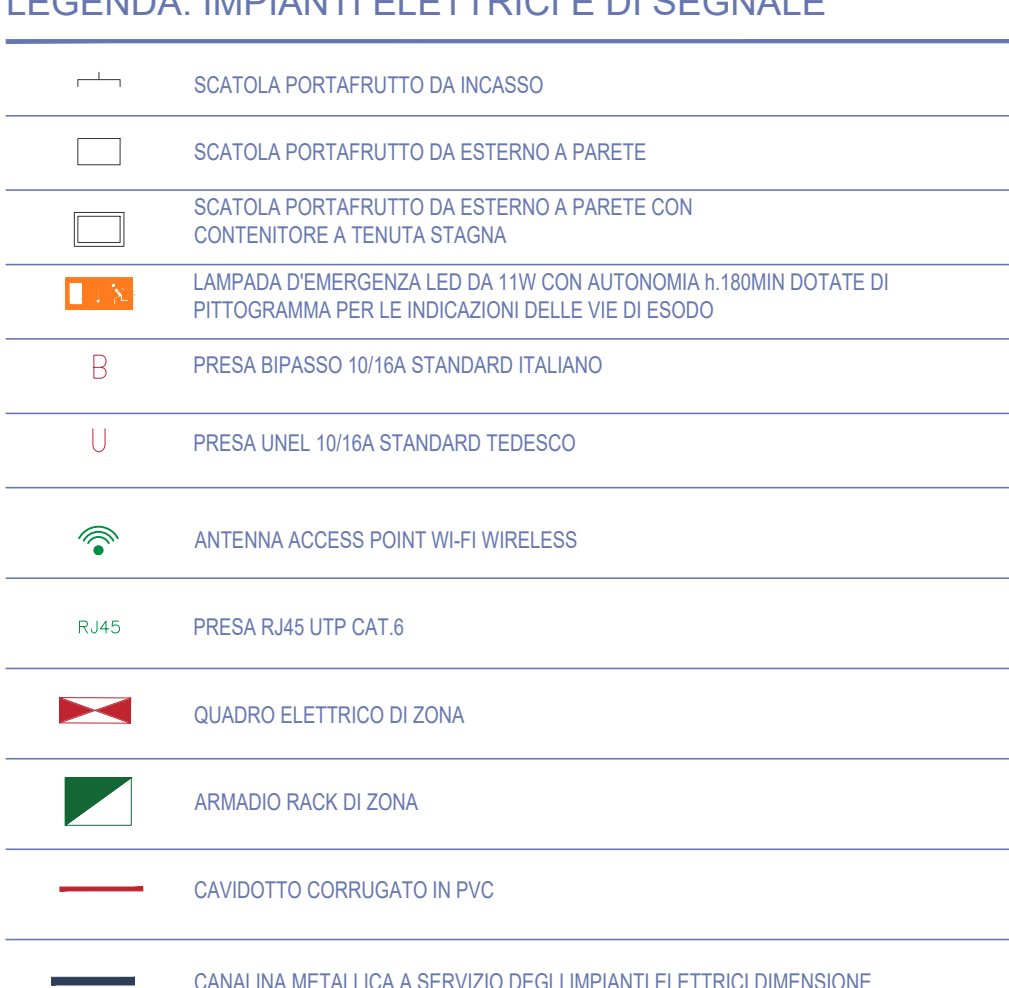 LEGENDA: IMPIANTI ELETTRICI E DI SEGNALE
SCATOLA PORTAFRUTTO DA INCASSO
SCATOLA PORTAFRUTTO DA ESTERNO A PARETE
SCATOLA PORTAFRUTTO DA ESTERNO A PARETE CON
CONTENITORE A TENUTA STAGNA
LAMPADA D'EMERGENZA LED DA 11W CON AUTONOMIA h.180MIN DOTATE DI
PITTOGRAMMA PER LE INDICAZIONI DELLE VIE DI ESODO
B PRESA BIPASSO 10/16A STANDARD ITALIANO
U PRESA UNEL 10/16A STANDARD TEDESCO
ANTENNA ACCESS POINT WI-FI WIRELESS
RJ45 PRESA RJ45 UTP CAT.6
QUADRO ELETTRICO DI ZONA
ARMADIO RACK DI ZONA
CAVIDOTTO CORRUGATO IN PVC
CANALINA METALLICA A SERVIZIO DEGLI IMPIANTI ELETTRICI DIMENSIONE